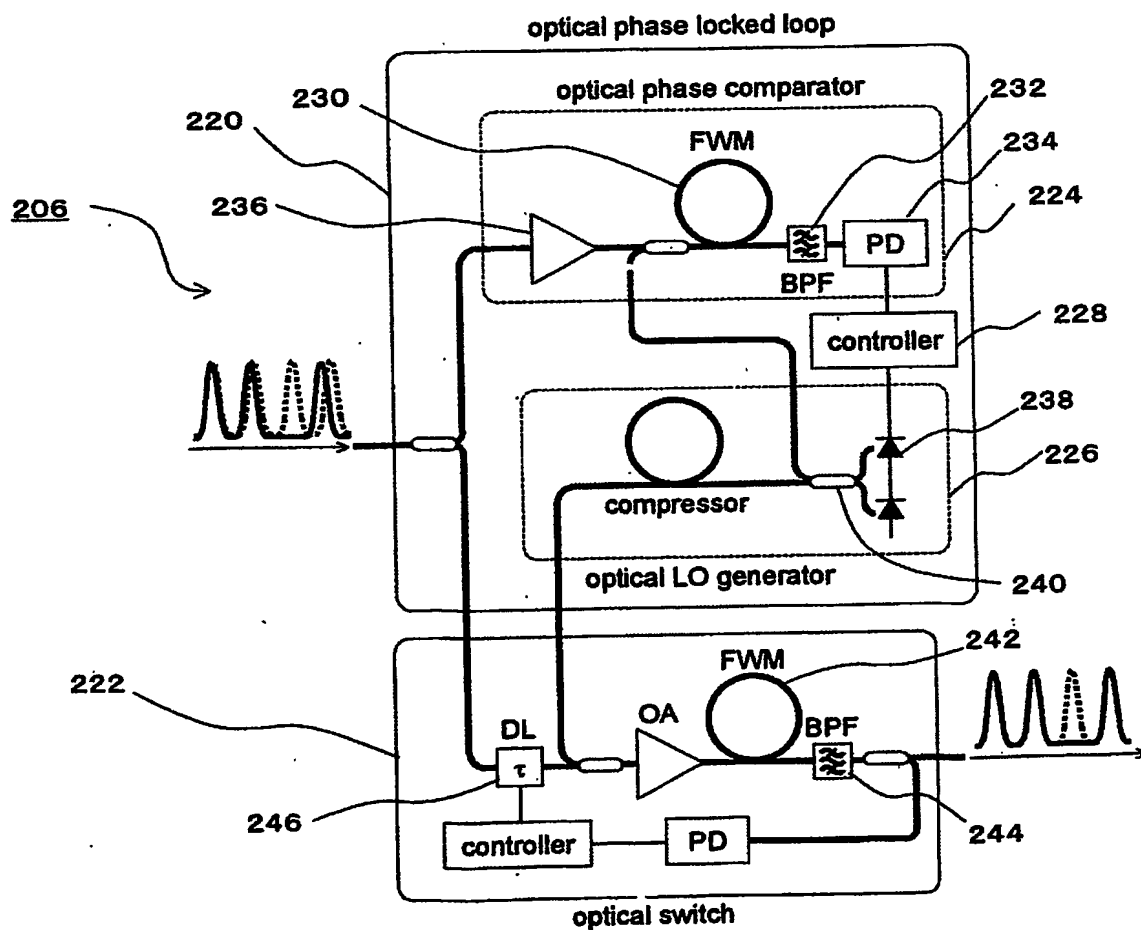 optical phase locked loop
optical phase comparator
230
232
220
FWM
234
206
236
224
PD
BPF
228
controller
238
226
compressor
optical LO generator
240
FWM
242
222
OA
DL
BPF
τ
246
244
controller
PD
optical switch